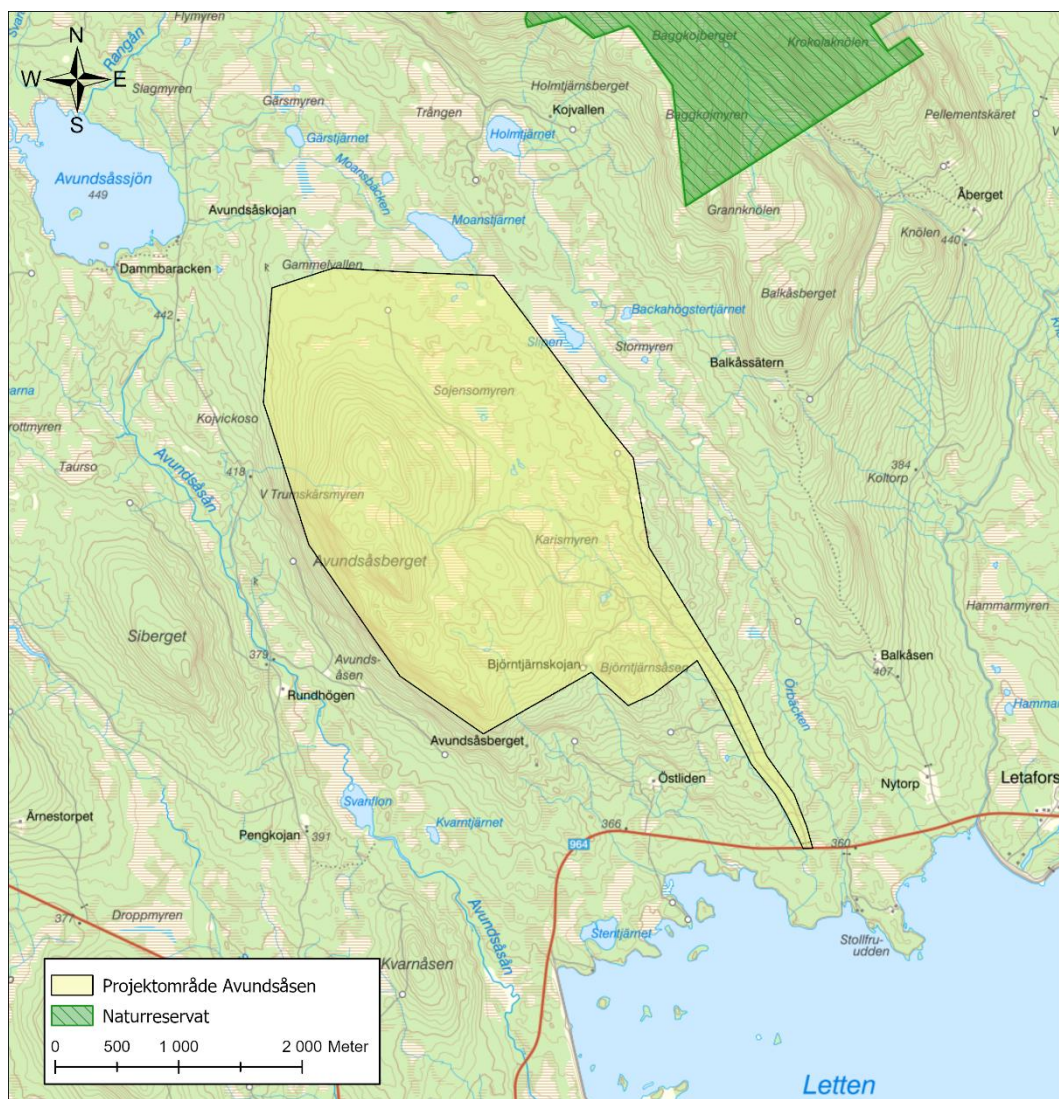 Flymyren
Baggkojberget
Krokolaknölen
N
Rangån
W
E
S
Slagmyren
Gärsmyren
Trången
Holmtjärnsberget
Kojvallen
Baggkojmyren
Pellementskäret
Gärstjärnet
Holmtjärnet
Moansbäcken
Avundsåssjön
449
Avundsåskojan
Moanstjärnet
Grannknölen
Åberget
Knölen
440
Dammbaracken
Gammelvallen
Balkåsberget
442
Backahögstertjärnet
Slipen
Stormyren
Balkåssätern
Sojensomyren
Kojvickoso
rottmyren
Taurso
Avundsåsån
418
V Trumskärsmyren
384
Koltorp
Karismyren
Avundsåsberget
Hammarmyren
Siberget
379
Avunds-
åsen
Björntjärnskojan
Björntjärnsåsen
Balkåsen
407
Rundhögen
Örbäcken
Hammar
Avundsåsberget
Östliden
Nytorp
Letafors
Svanflon
Kvarntjärnet
Ärnestorpet
Pengkojan
391
366
964
360
Droppmyren
377
Avundsåsån
Stentjärnet
Stollfru-
udden
Kvarnåsen
Projektområde Avundsåsen
Naturreservat
0 500 1 000 2 000 Meter
Letten